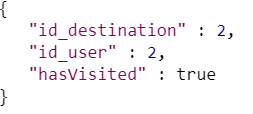 {
"id_destination" : 2,
"id_user" : 2,
"hasVisited" : true
}